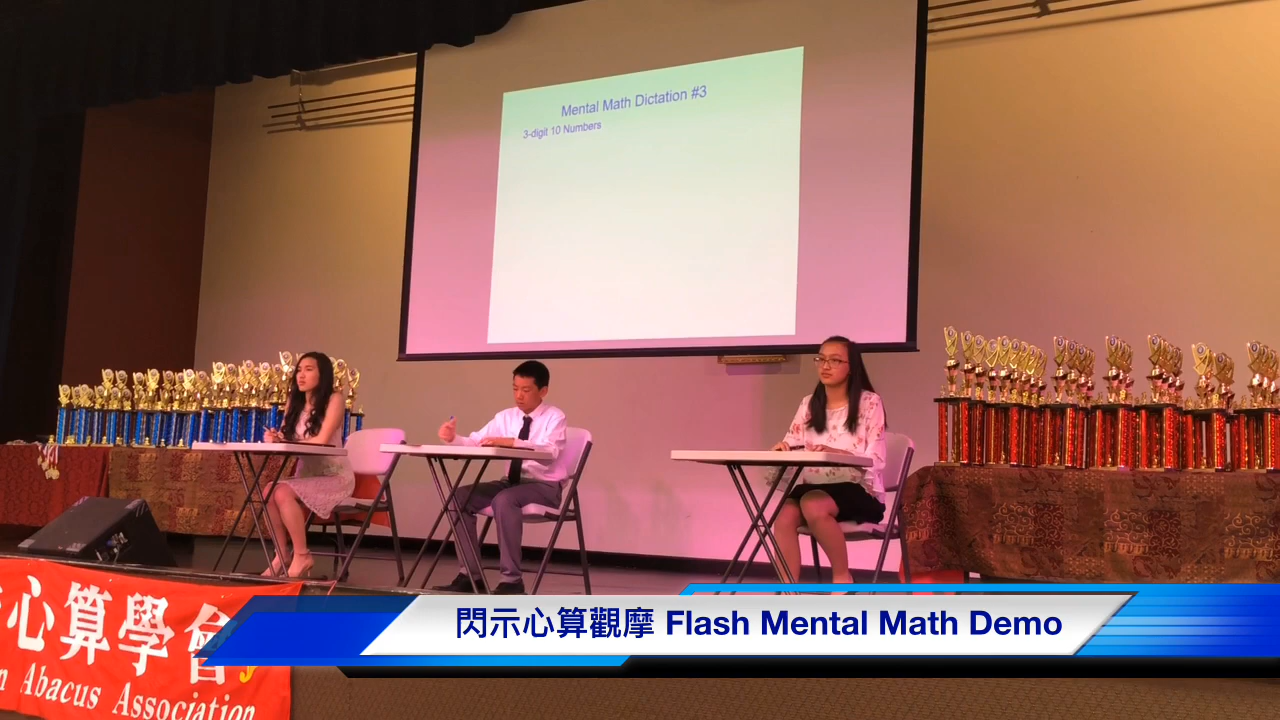 Mental Math Dictation #3
3-digit 10 Numbers
心算學會
Abacus Association
閃示心算觀摩 Flash Mental Math Demo